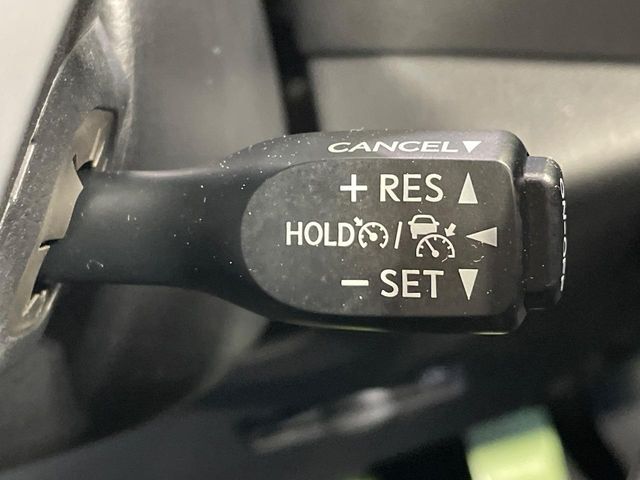 CANCEL▼
+ RES ▲
HOLD / ◀
− SET ▼